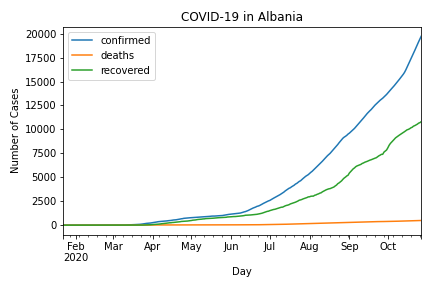 COVID-19 in Albania
confirmed
deaths
recovered
Number of Cases
20000
17500
15000
12500
10000
7500
5000
2500
0
Feb Mar Apr May Jun Jul Aug Sep Oct
2020
Day